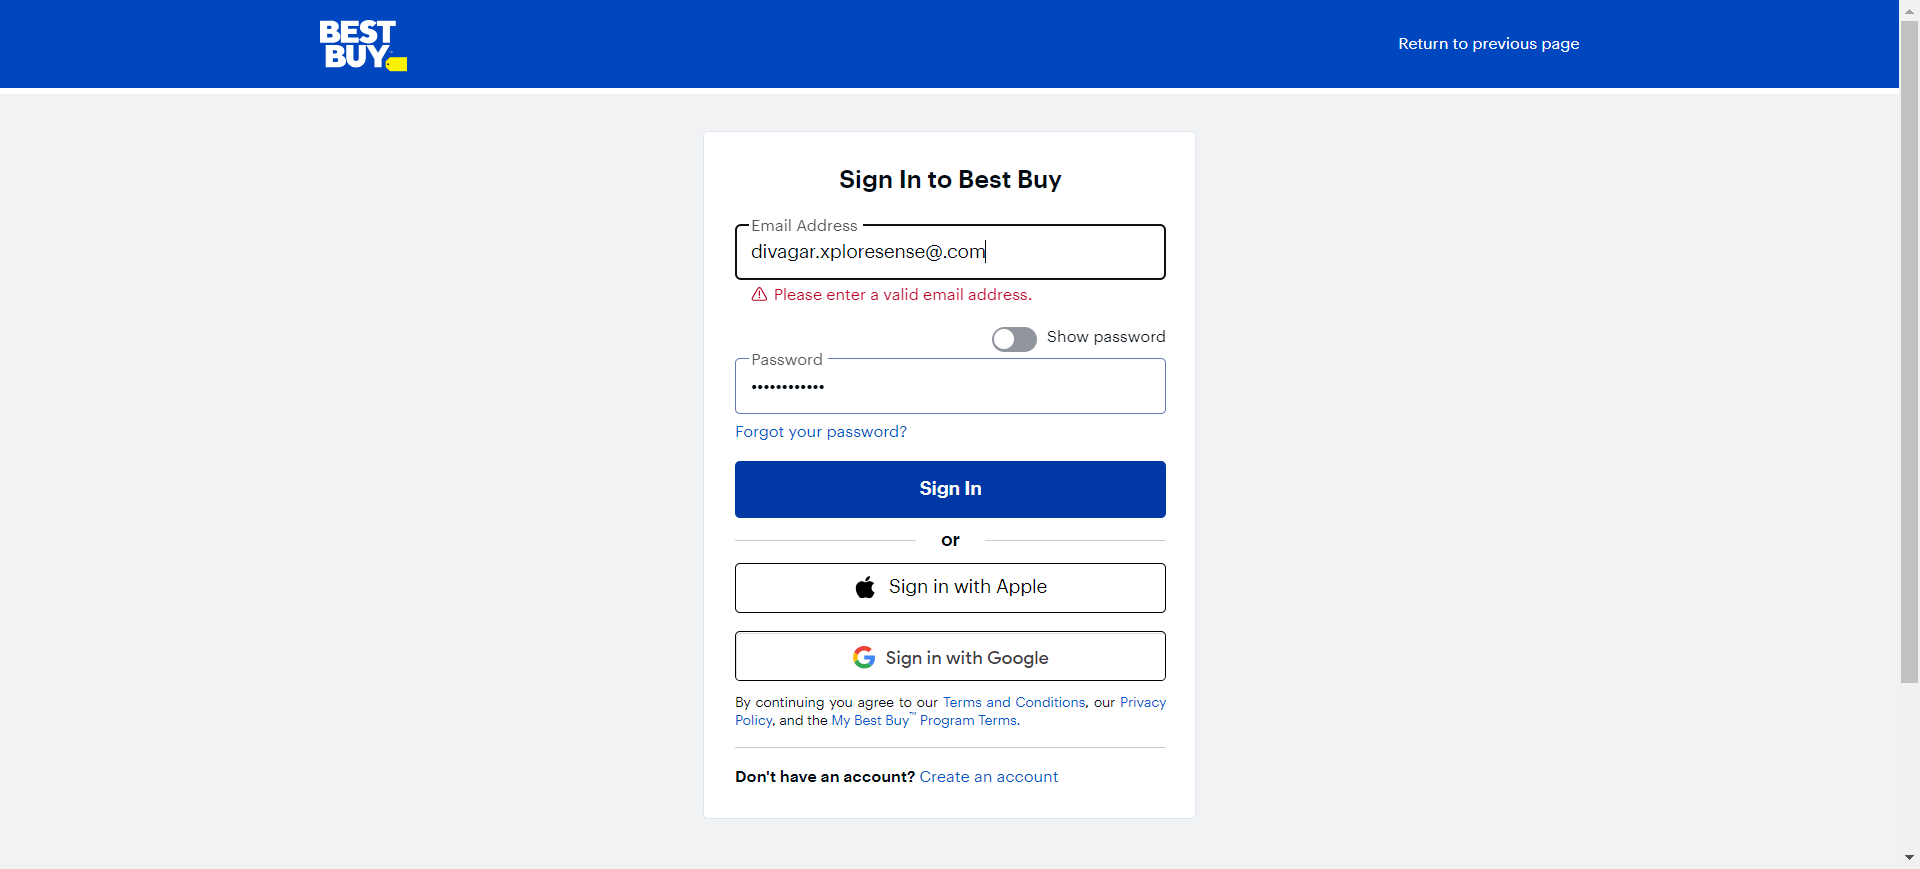 BEST
BUY
Return to previous page
Sign In to Best Buy
Email Address
divagar.xploresense@.com
Please enter a valid email address.
Show password
Password
••••••••••••
Forgot your password?
Sign In
or
Sign in with Apple
Sign in with Google
By continuing you agree to our Terms and Conditions, our Privacy
Policy, and the My Best Buy™ Program Terms.
Don't have an account? Create an account